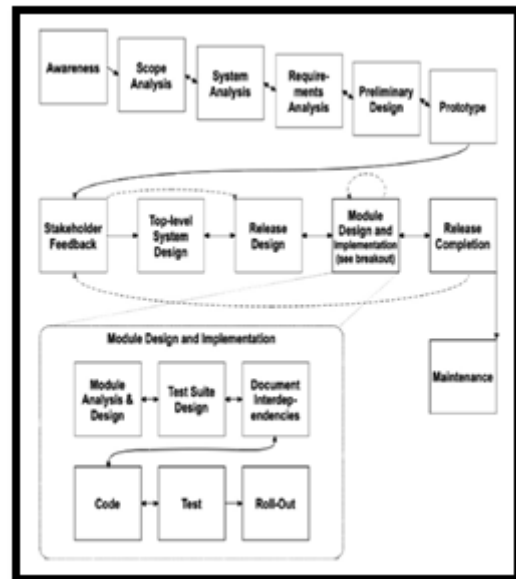 Awareness
Scope
Analysis
System
Analysis
Require-
ments
Analysis
Preliminary
Design
Prototype
Stakeholder
Feedback
Top-level
System
Design
Release
Design
Module
Design and
Implementation
(see breakout)
Release
Completion
Maintenance
Module Design and Implementation
Module
Analysis &
Design
Test Suite
Design
Document
Interdep-
endencies
Code
Test
Roll-Out